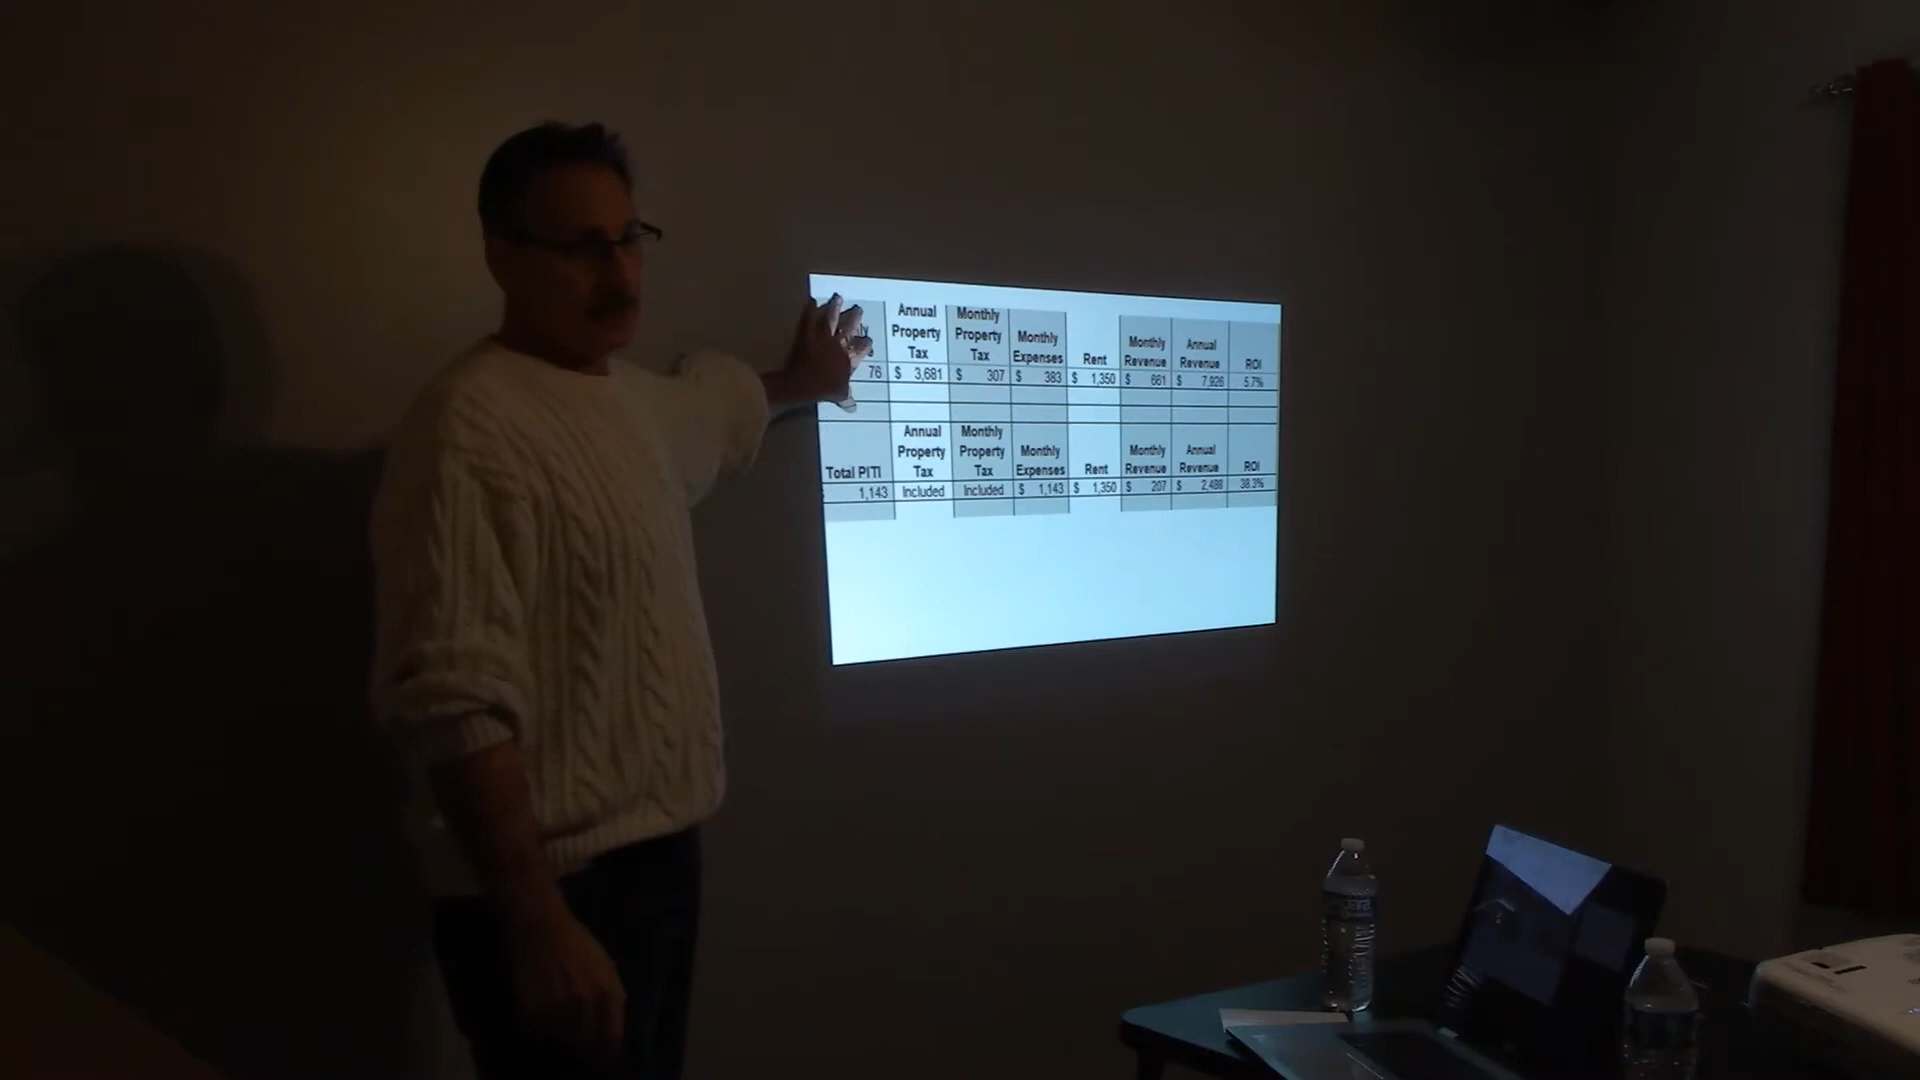 Annual Property Tax
Monthly Property Tax
Monthly Expenses
Rent
Monthly Revenue
Annual Revenue
ROI
76 $ 3,681 $ 307 $ 383 $ 1,350 $ 661 $ 7,926 5.7%
Total PITI
Annual Property Tax
Monthly Property Tax
Monthly Expenses
Rent
Monthly Revenue
Annual Revenue
ROI
1,143 Included Included $ 1,143 $ 1,350 $ 207 $ 2,488 38.3%